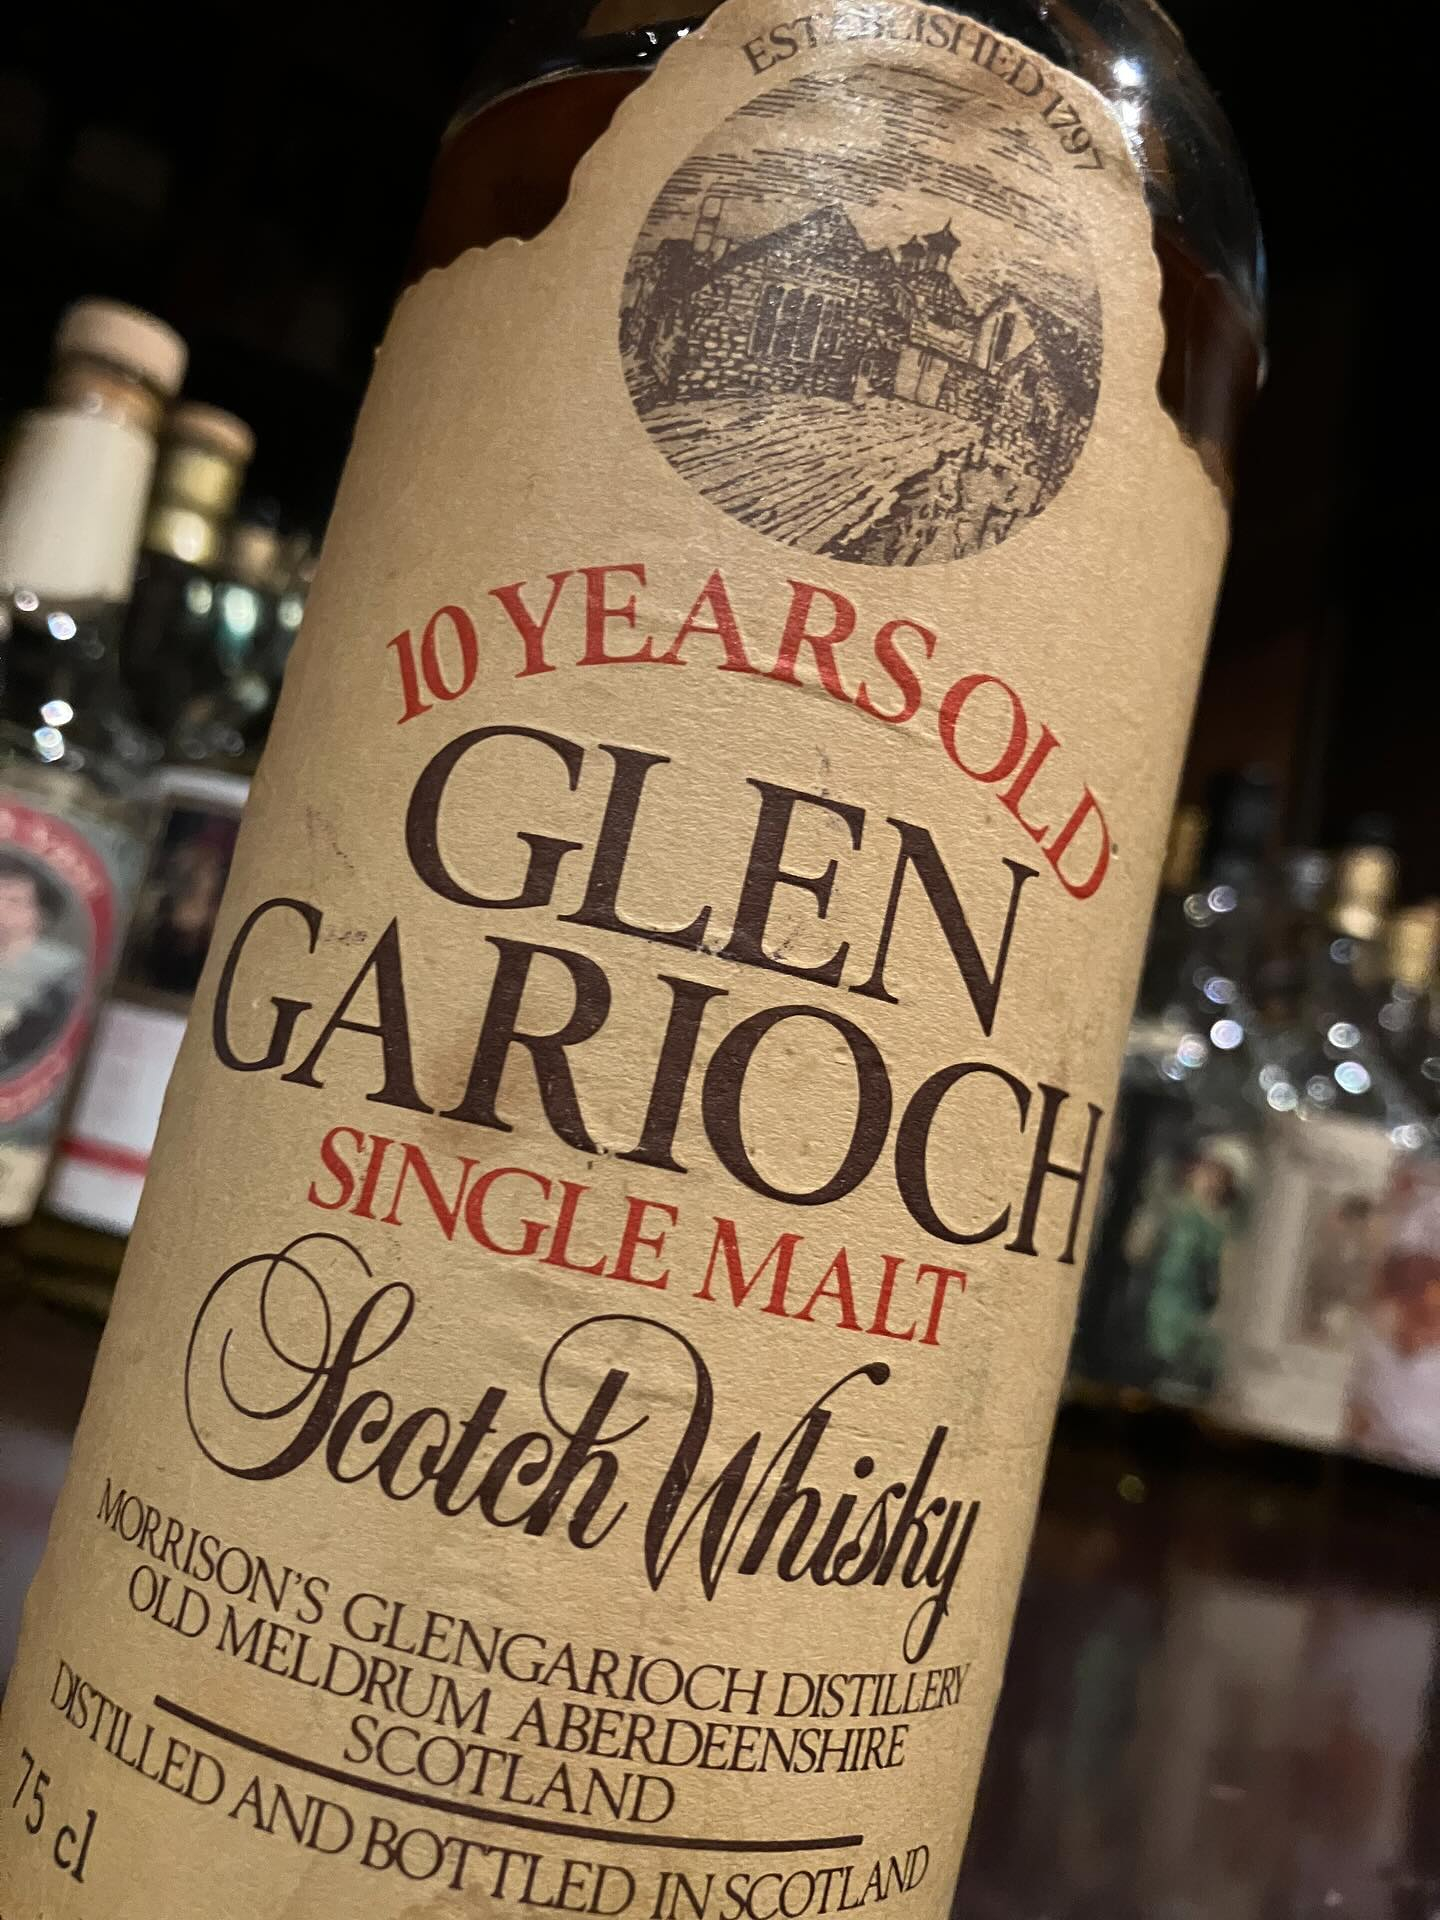 ESTABLISHED 1797
10 YEARS OLD
GLEN
GARIOCH
SINGLE MALT
Scotch Whisky
MORRISON'S GLENGARIOCH DISTILLERY
OLD MELDRUM ABERDEENSHIRE
SCOTLAND
DISTILLED AND BOTTLED IN SCOTLAND
75 cl